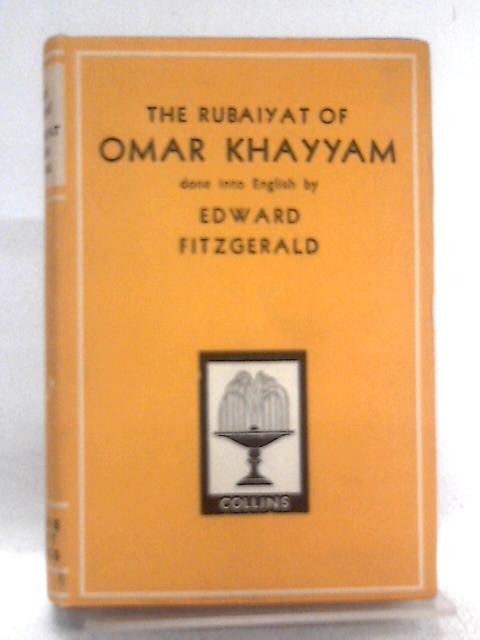 THE RUBAIYAT OF
OMAR KHAYYAM
done into English by
EDWARD
FITZGERALD
COLLINS